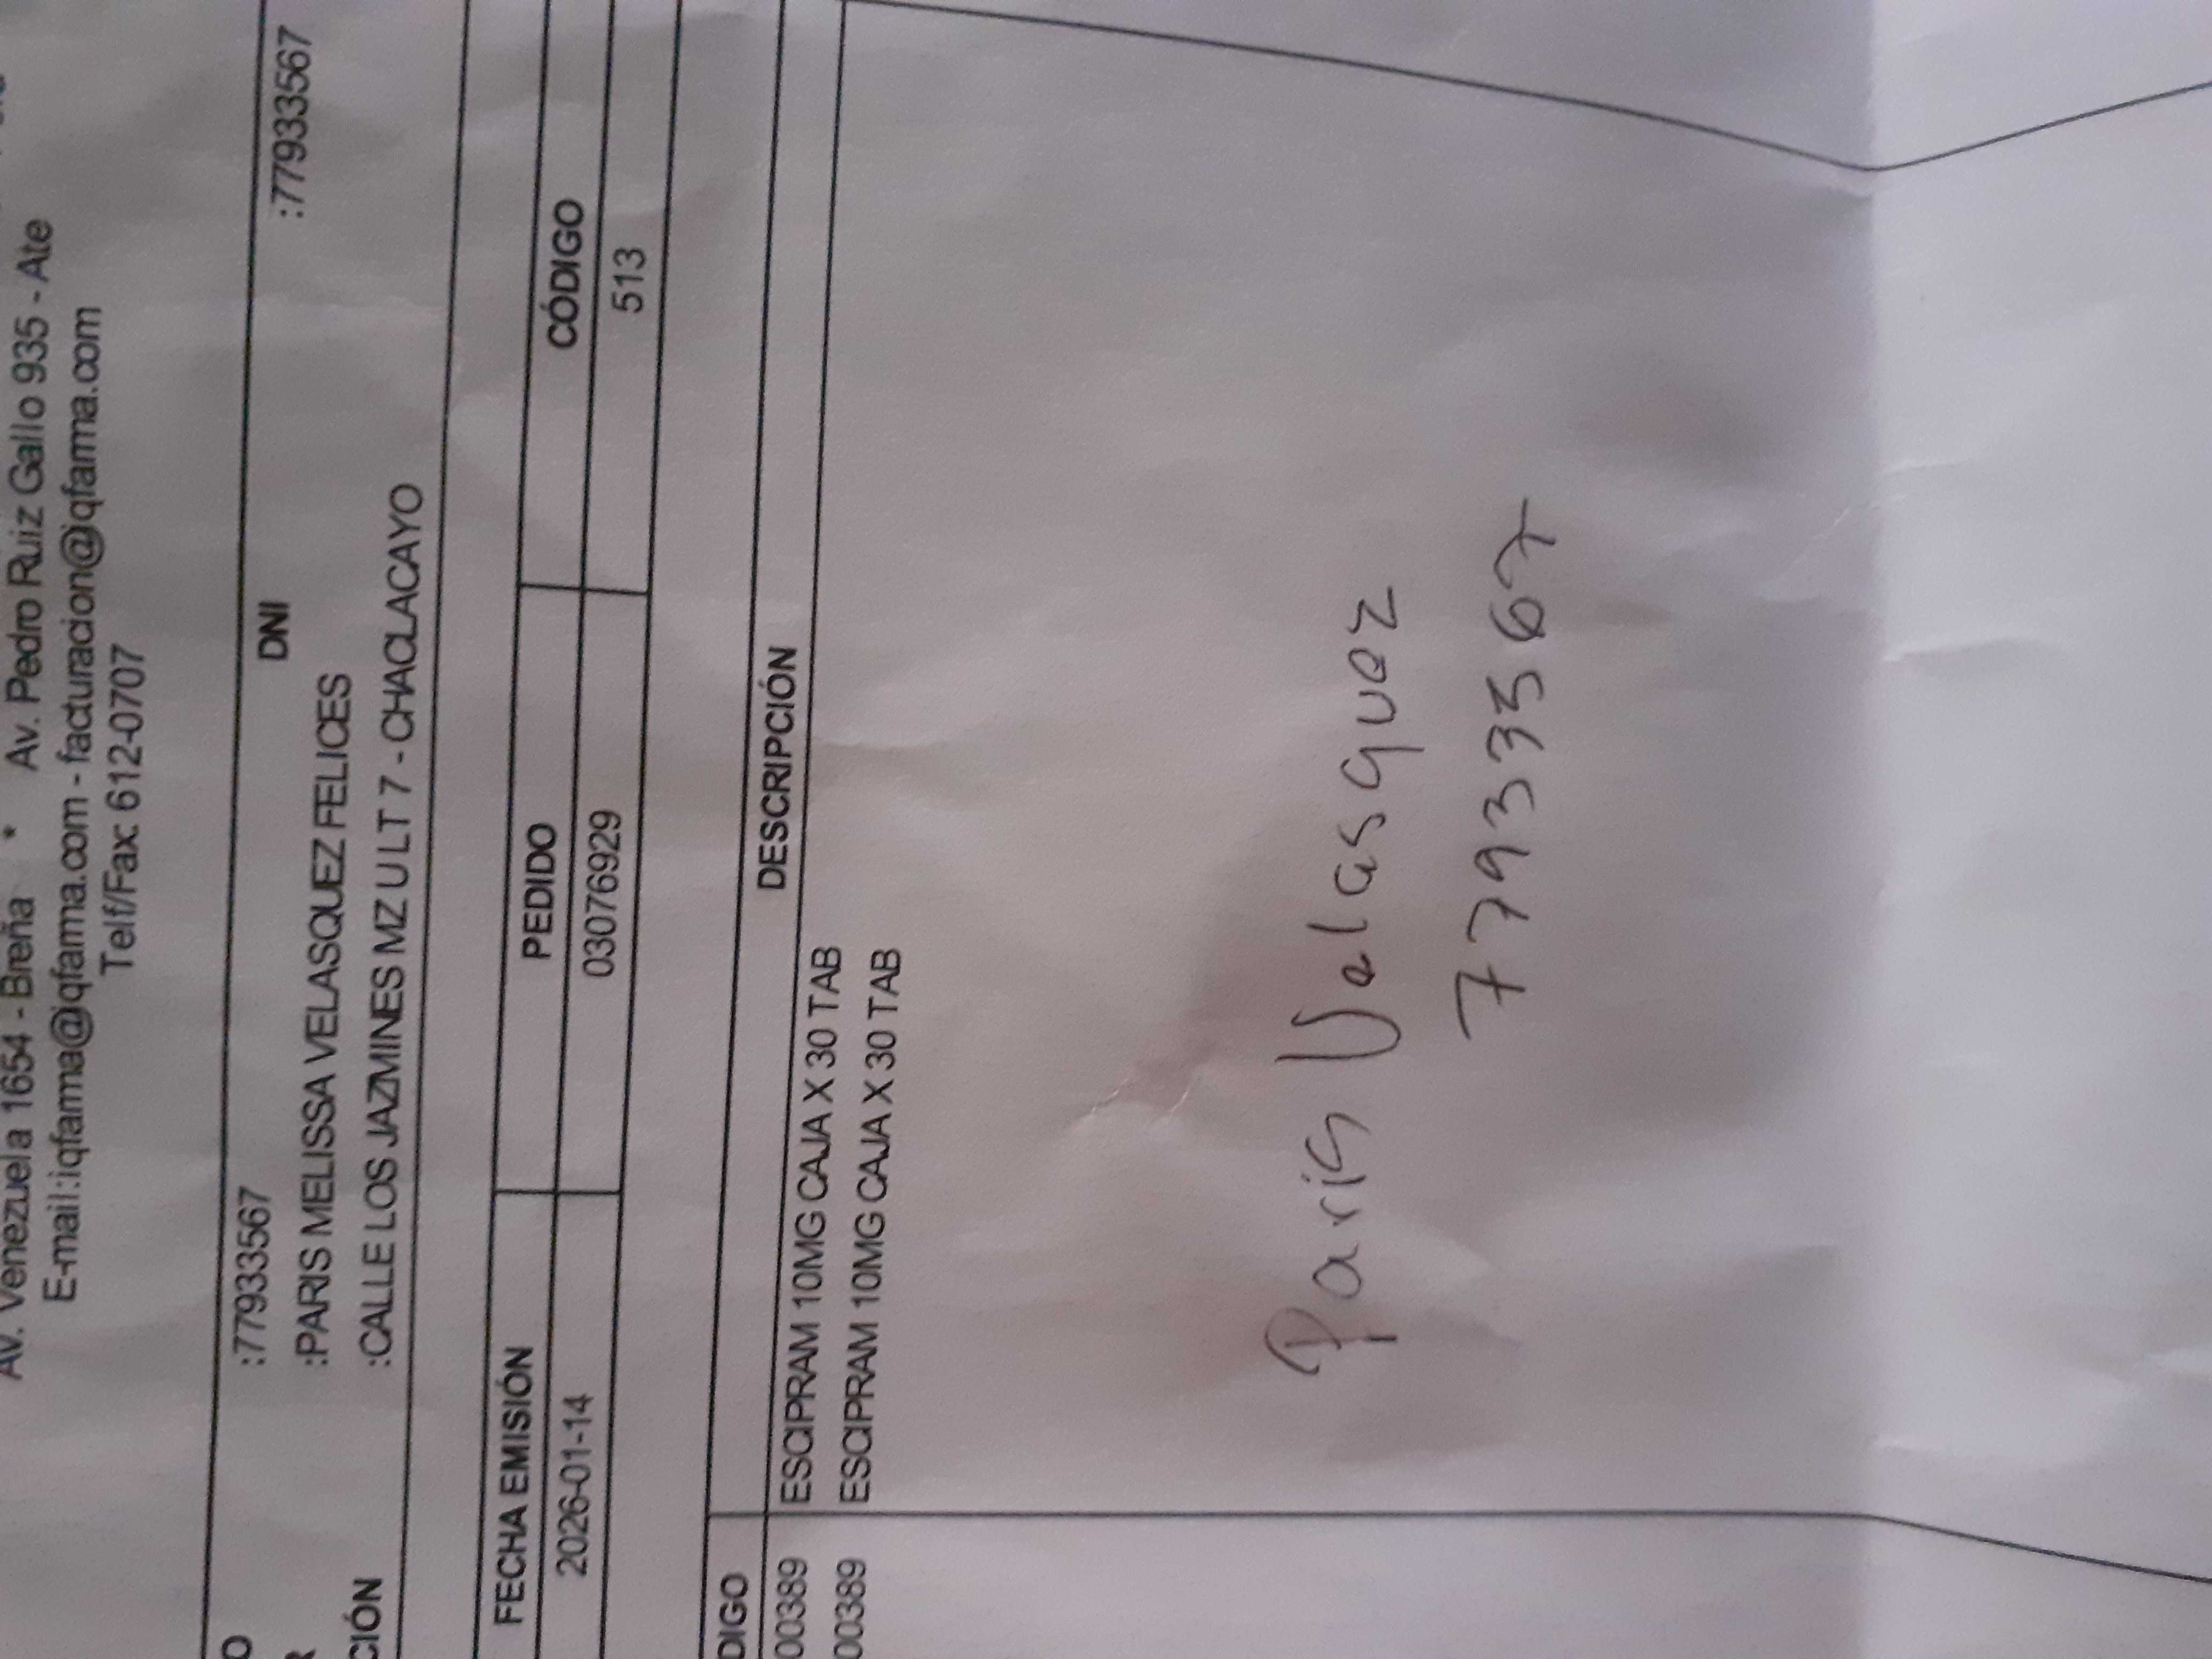 Av. Venezuela 1654 - Breña * Av. Pedro Ruiz Gallo 935 - Ate
E-mail:iqfarma@iqfarma.com - facturacion@iqfarma.com
Telf/Fax: 612-0707
O :77933567 DNI :77933567
R :PARIS MELISSA VELASQUEZ FELICES
CIÓN :CALLE LOS JAZMINES MZ U LT 7 - CHACLACAYO
FECHA EMISIÓN PEDIDO CÓDIGO
2026-01-14 03076929 513
DIGO DESCRIPCIÓN
00389 ESCIPRAM 10MG CAJA X 30 TAB
00389 ESCIPRAM 10MG CAJA X 30 TAB
Paris Velasquez
77933567